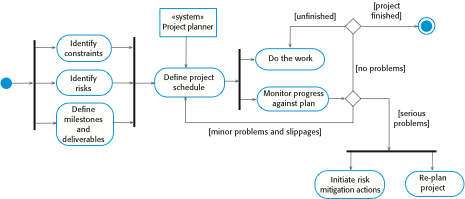 «system»
Project planner
[unfinished]
[project
finished]
Identify
constraints
Do the work
Identify
risks
Define project
schedule
[no problems]
Monitor progress
against plan
Define
milestones
and
deliverables
[serious
problems]
[minor problems and slippages]
Initiate risk
mitigation actions
Re-plan
project